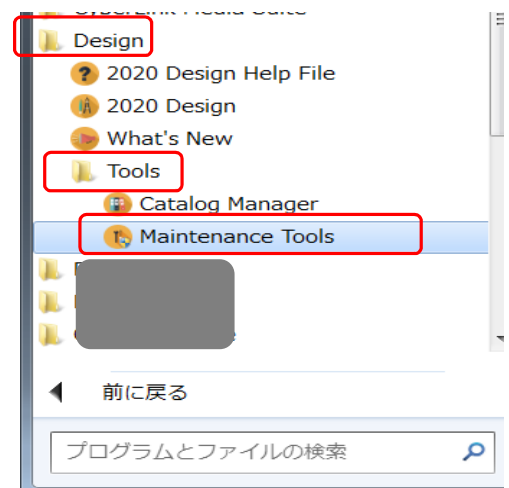 Design
2020 Design Help File
2020 Design
What's New
Tools
Catalog Manager
Maintenance Tools
前に戻る
プログラムとファイルの検索